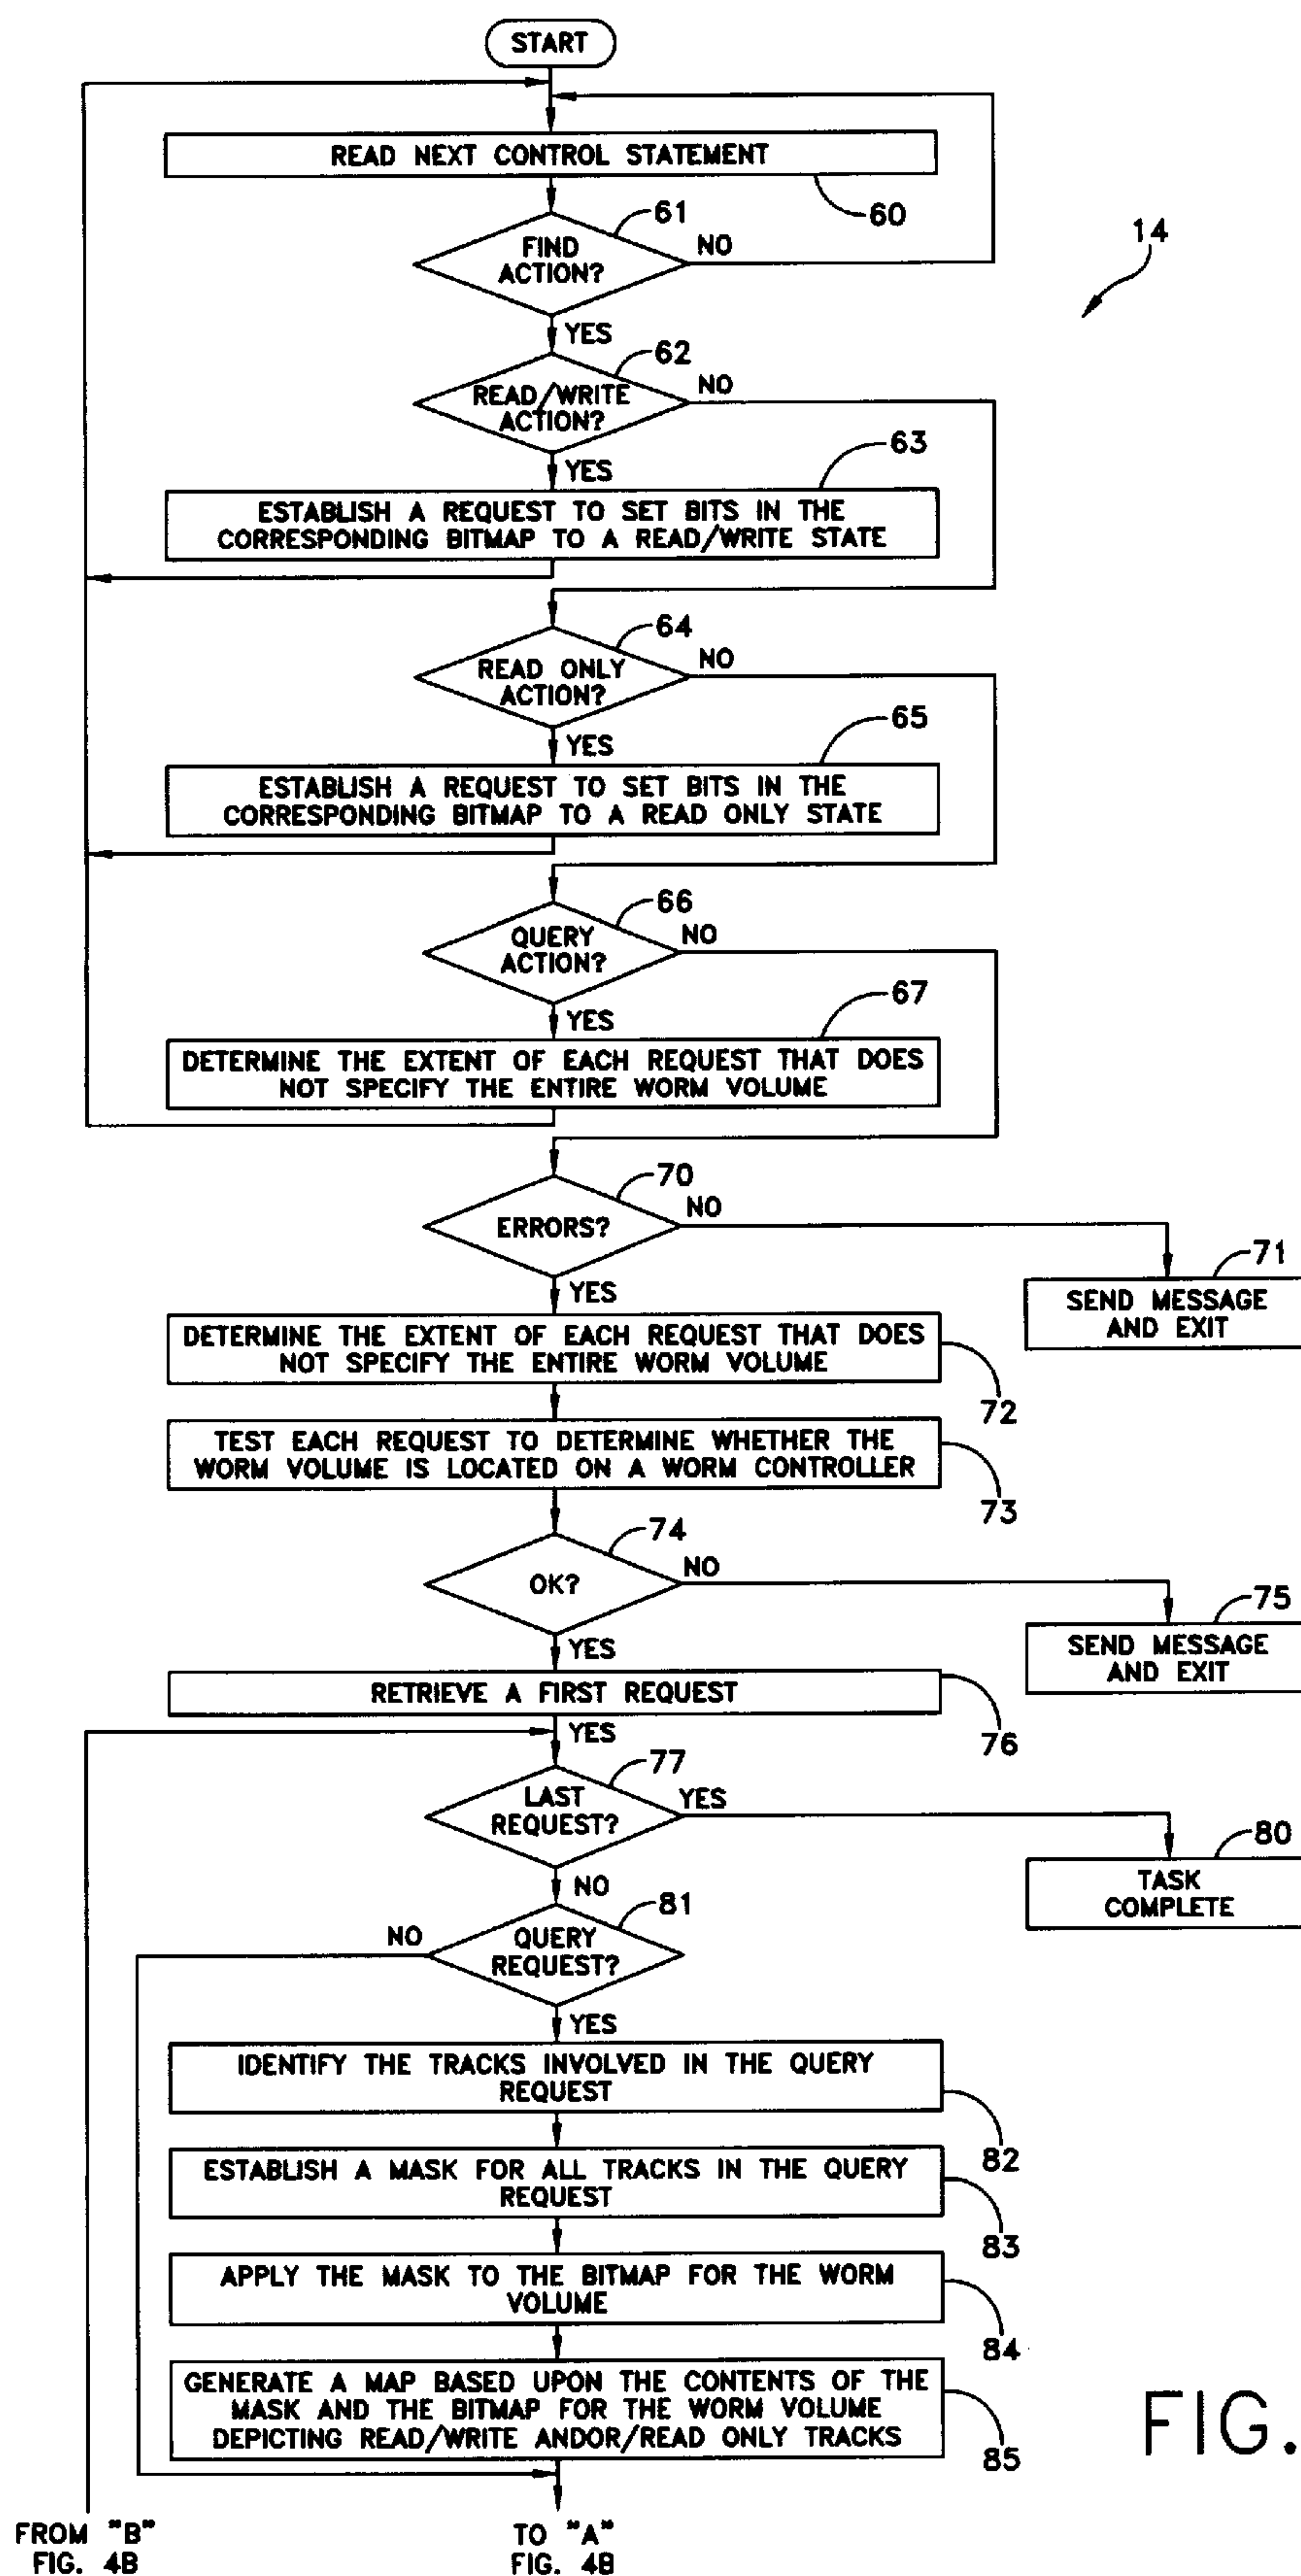 START
READ NEXT CONTROL STATEMENT
60
61
FIND
ACTION?
NO
14
YES
62
READ/WRITE
ACTION?
NO
YES
63
ESTABLISH A REQUEST TO SET BITS IN THE
CORRESPONDING BITMAP TO A READ/WRITE STATE
64
READ ONLY
ACTION?
NO
YES
65
ESTABLISH A REQUEST TO SET BITS IN THE
CORRESPONDING BITMAP TO A READ ONLY STATE
66
QUERY
ACTION?
NO
YES
67
DETERMINE THE EXTENT OF EACH REQUEST THAT DOES
NOT SPECIFY THE ENTIRE WORM VOLUME
70
ERRORS?
NO
71
SEND MESSAGE
AND EXIT
YES
DETERMINE THE EXTENT OF EACH REQUEST THAT DOES
NOT SPECIFY THE ENTIRE WORM VOLUME
72
TEST EACH REQUEST TO DETERMINE WHETHER THE
WORM VOLUME IS LOCATED ON A WORM CONTROLLER
73
74
OK?
NO
75
SEND MESSAGE
AND EXIT
YES
RETRIEVE A FIRST REQUEST
76
YES
77
LAST
REQUEST?
YES
80
TASK
COMPLETE
NO
81
NO
QUERY
REQUEST?
YES
IDENTIFY THE TRACKS INVOLVED IN THE QUERY
REQUEST
82
ESTABLISH A MASK FOR ALL TRACKS IN THE QUERY
REQUEST
83
APPLY THE MASK TO THE BITMAP FOR THE WORM
VOLUME
84
GENERATE A MAP BASED UPON THE CONTENTS OF THE
MASK AND THE BITMAP FOR THE WORM VOLUME
DEPICTING READ/WRITE ANDOR/READ ONLY TRACKS
85
FIG.
FROM "B"
FIG. 4B
TO "A"
FIG. 4B